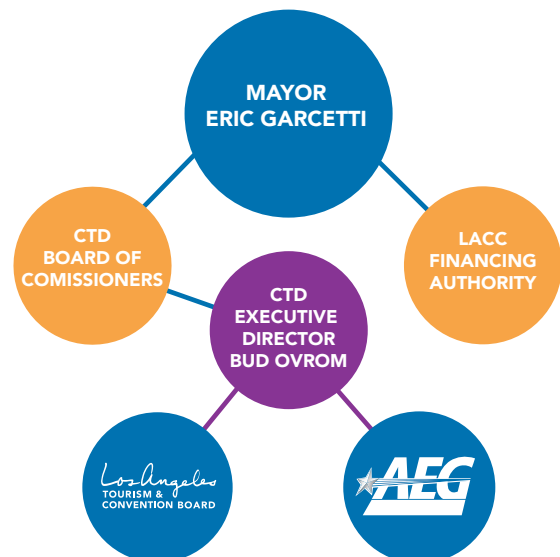 MAYOR
ERIC GARCETTI
CTD
BOARD OF
COMISSIONERS
LACC
FINANCING
AUTHORITY
CTD
EXECUTIVE
DIRECTOR
BUD OVROM
Los Angeles
TOURISM &
CONVENTION BOARD
AEG